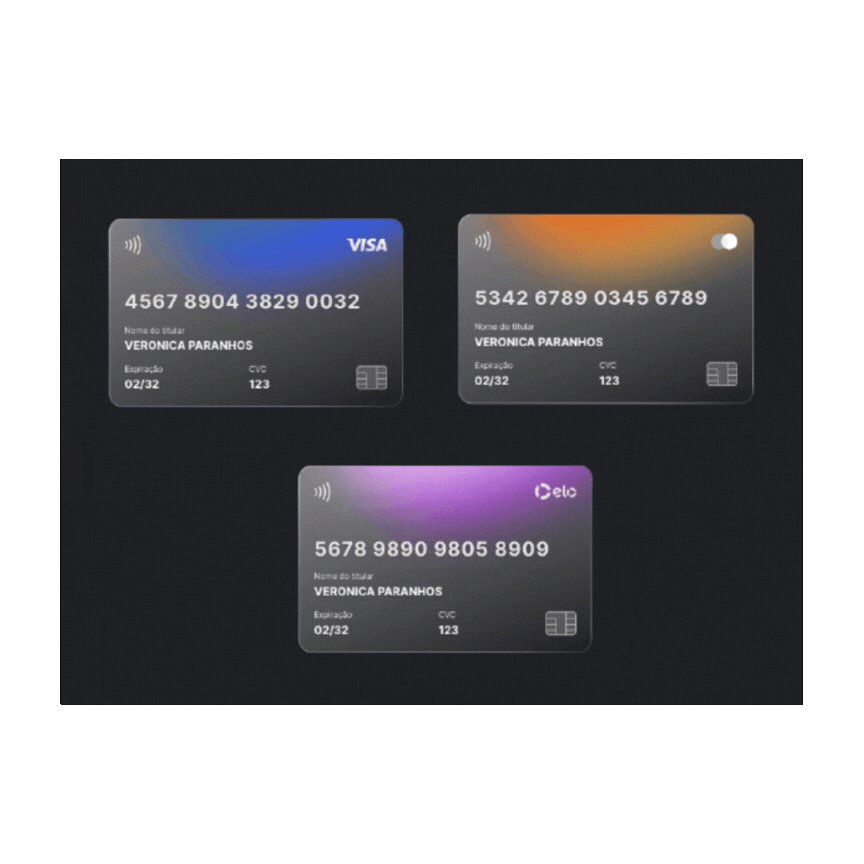 VISA
4567 8904 3829 0032
Nome do titular
VERONICA PARANHOS
Expiração CVC
02/32 123
5342 6789 0345 6789
Nome do titular
VERONICA PARANHOS
Expiração CVC
02/32 123
elo
5678 9890 9805 8909
Nome do titular
VERONICA PARANHOS
Expiração CVC
02/32 123